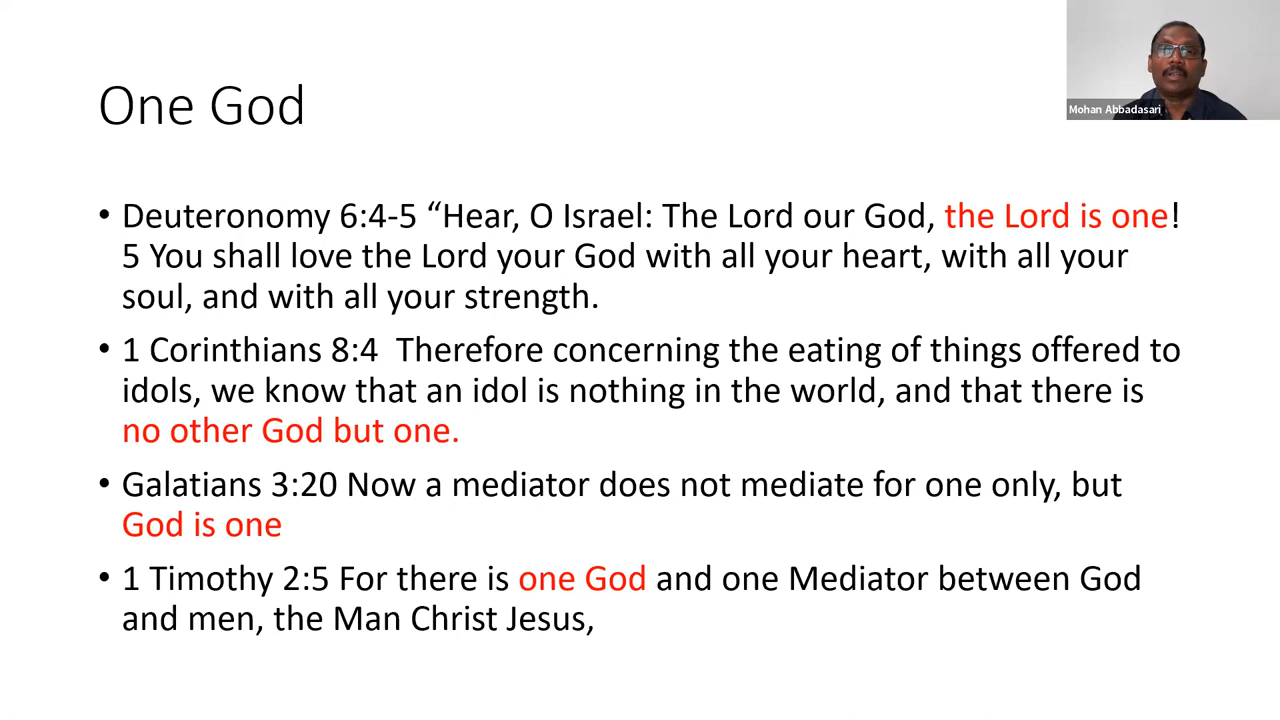 One God
Mohan Abbadasari
• Deuteronomy 6:4-5 “Hear, O Israel: The Lord our God, the Lord is one!
5 You shall love the Lord your God with all your heart, with all your
soul, and with all your strength.
• 1 Corinthians 8:4  Therefore concerning the eating of things offered to
idols, we know that an idol is nothing in the world, and that there is
no other God but one.
• Galatians 3:20 Now a mediator does not mediate for one only, but
God is one
• 1 Timothy 2:5 For there is one God and one Mediator between God
and men, the Man Christ Jesus,